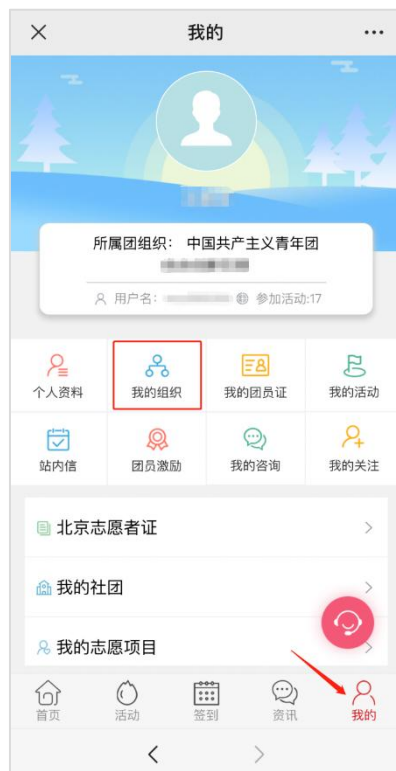 我的
所属团组织： 中国共产主义青年团
用户名： 参加活动:17
个人资料 我的组织 我的团员证 我的活动
站内信 团员激励 我的咨询 我的关注
北京志愿者证
我的社团
我的志愿项目
首页 活动 签到 资讯 我的